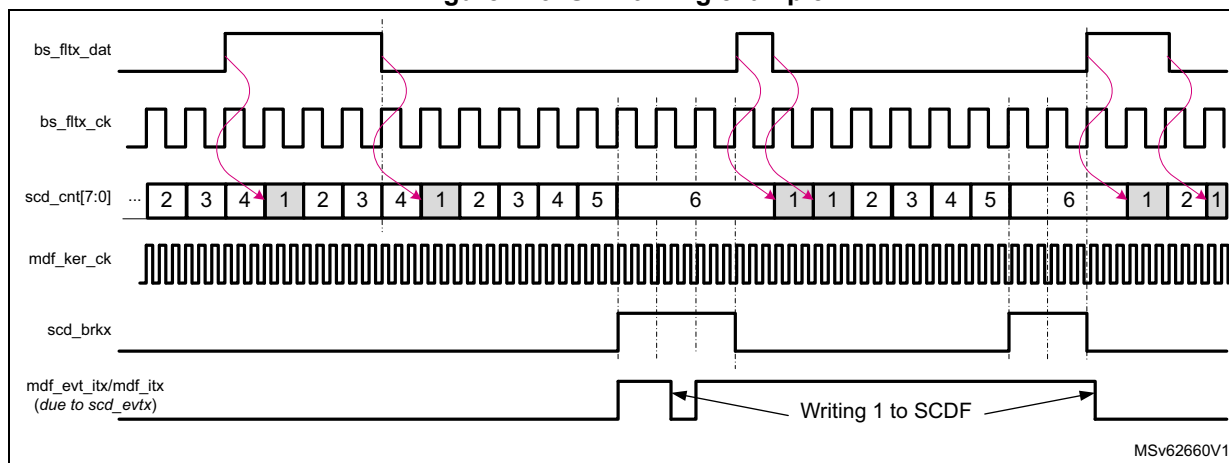 bs_fltx_dat
bs_fltx_ck
scd_cnt[7:0] ... 2 3 4 1 2 3 4 1 2 3 4 5 6 1 1 2 3 4 5 6 1 2 1
mdf_ker_ck
scd_brkx
mdf_evt_itx/mdf_itx
(due to scd_evtx)
Writing 1 to SCDF
MSv62660V1